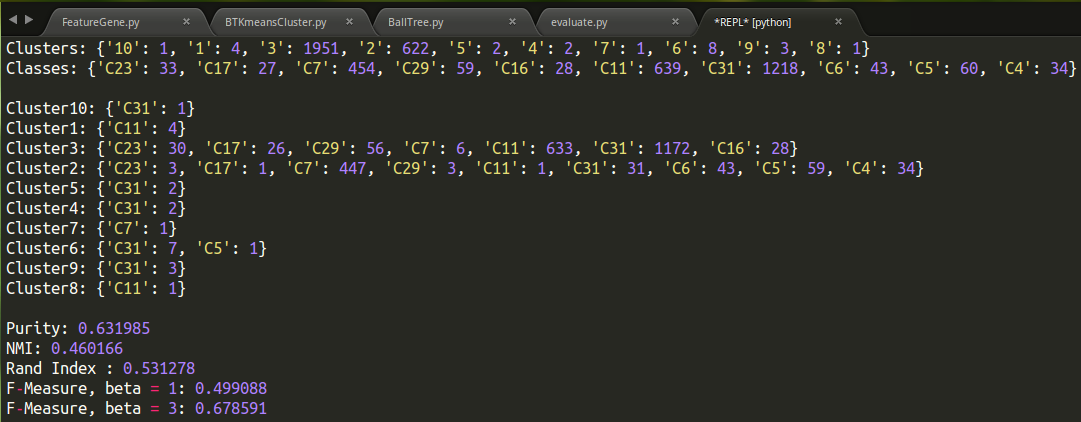 FeatureGene.py × BTKmeansCluster.py × BallTree.py × evaluate.py × *REPL* [python] ×
Clusters: {'10': 1, '1': 4, '3': 1951, '2': 622, '5': 2, '4': 2, '7': 1, '6': 8, '9': 3, '8': 1}
Classes: {'C23': 33, 'C17': 27, 'C7': 454, 'C29': 59, 'C16': 28, 'C11': 639, 'C31': 1218, 'C6': 43, 'C5': 60, 'C4': 34}
Cluster10: {'C31': 1}
Cluster1: {'C11': 4}
Cluster3: {'C23': 30, 'C17': 26, 'C29': 56, 'C7': 6, 'C11': 633, 'C31': 1172, 'C16': 28}
Cluster2: {'C23': 3, 'C17': 1, 'C7': 447, 'C29': 3, 'C11': 1, 'C31': 31, 'C6': 43, 'C5': 59, 'C4': 34}
Cluster5: {'C31': 2}
Cluster4: {'C31': 2}
Cluster7: {'C7': 1}
Cluster6: {'C31': 7, 'C5': 1}
Cluster9: {'C31': 3}
Cluster8: {'C11': 1}
Purity: 0.631985
NMI: 0.460166
Rand Index : 0.531278
F-Measure, beta = 1: 0.499088
F-Measure, beta = 3: 0.678591